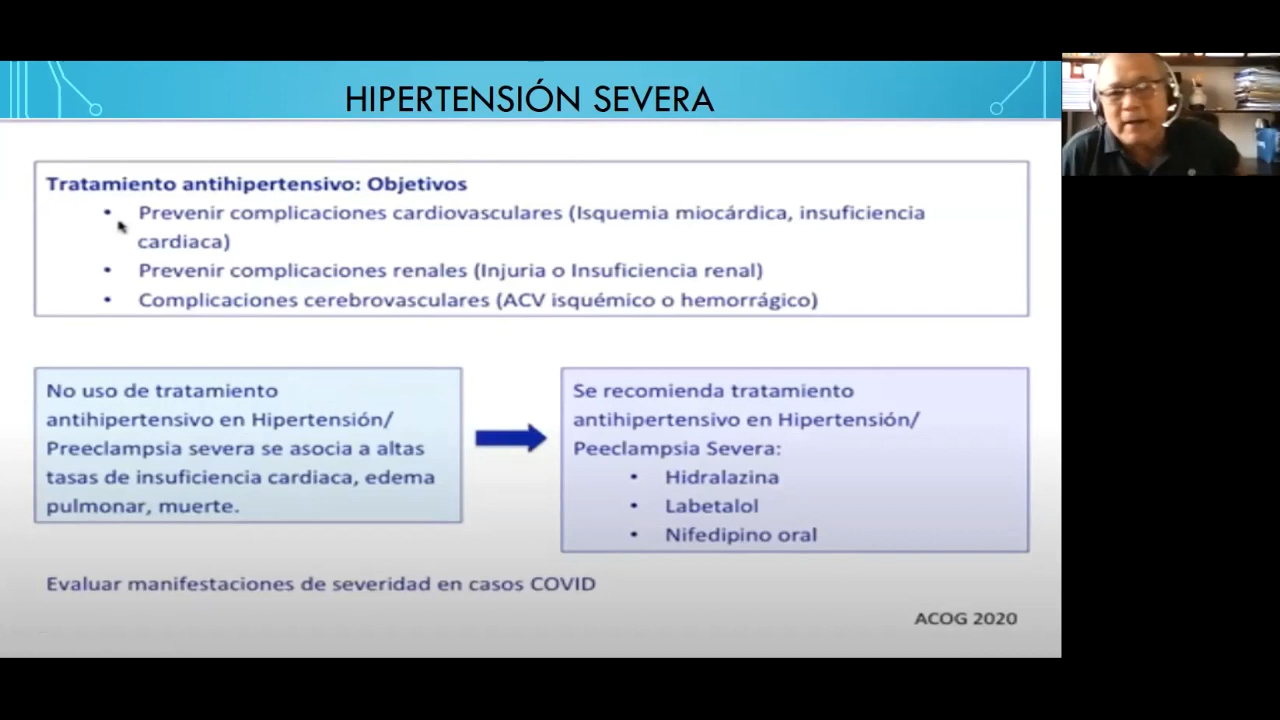 HIPERTENSIÓN SEVERA
Tratamiento antihipertensivo: Objetivos
• Prevenir complicaciones cardiovasculares (Isquemia miocárdica, insuficiencia
cardiaca)
• Prevenir complicaciones renales (Injuria o Insuficiencia renal)
• Complicaciones cerebrovasculares (ACV isquémico o hemorrágico)
No uso de tratamiento
antihipertensivo en Hipertensión/
Preeclampsia severa se asocia a altas
tasas de insuficiencia cardiaca, edema
pulmonar, muerte.
Se recomienda tratamiento
antihipertensivo en Hipertensión/
Peeclampsia Severa:
• Hidralazina
• Labetalol
• Nifedipino oral
Evaluar manifestaciones de severidad en casos COVID
ACOG 2020